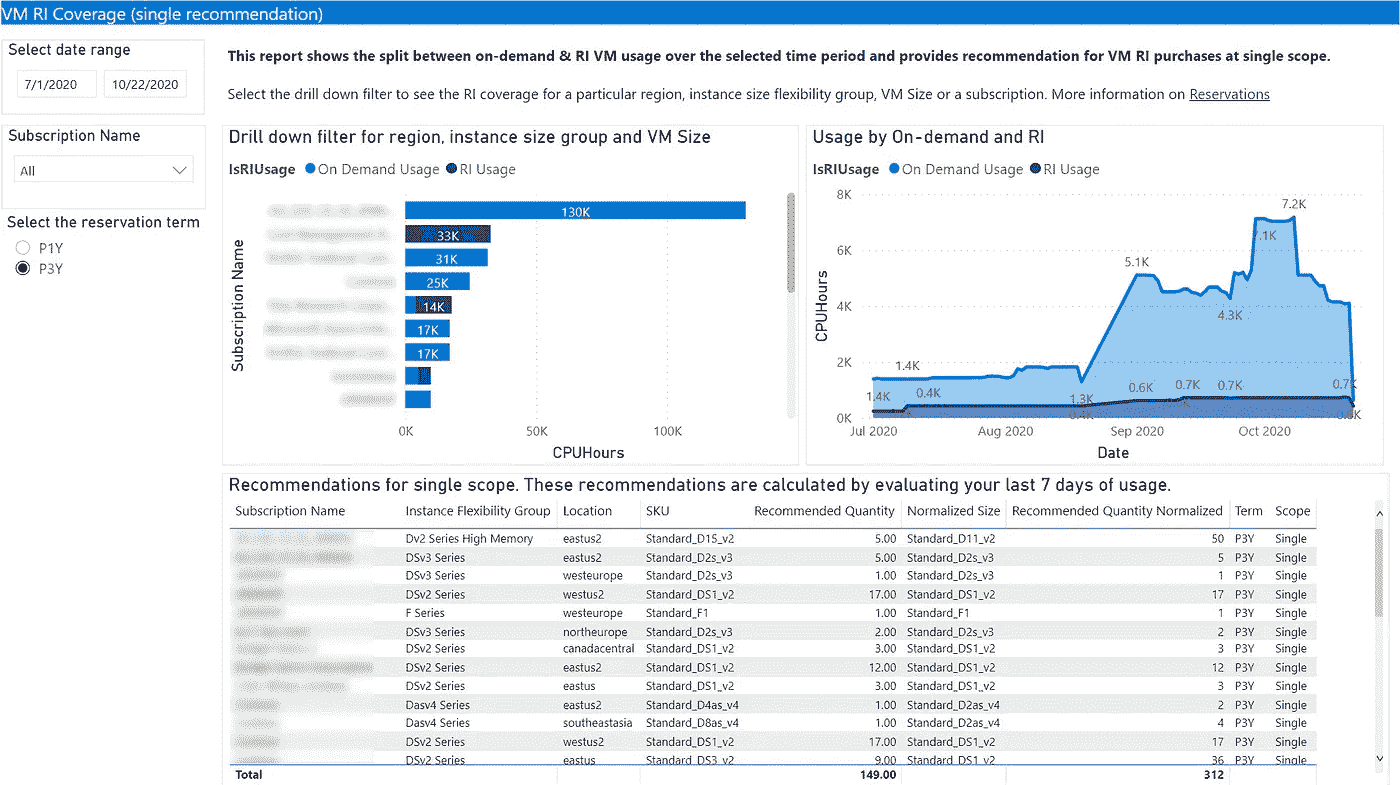 VM RI Coverage (single recommendation)
Select date range
7/1/2020 10/22/2020
Subscription Name
All
Select the reservation term
P1Y
P3Y
This report shows the split between on-demand & RI VM usage over the selected time period and provides recommendation for VM RI purchases at single scope.
Select the drill down filter to see the RI coverage for a particular region, instance size flexibility group, VM Size or a subscription. More information on Reservations
Drill down filter for region, instance size group and VM Size
IsRIUsage On Demand Usage RI Usage
Subscription Name
130K
33K
31K
25K
14K
17K
17K
0K 50K 100K
CPUHours
Usage by On-demand and RI
IsRIUsage On Demand Usage RI Usage
CPUHours
8K
7.2K
7.1K
6K
5.1K
4K
4.3K
2K
1.4K
1.4K 0.4K 1.3K 0.6K 0.7K 0.7K 0.7K
0.4K
0K
Jul 2020 Aug 2020 Sep 2020 Oct 2020
Date
Recommendations for single scope. These recommendations are calculated by evaluating your last 7 days of usage.
Subscription Name Instance Flexibility Group Location SKU Recommended Quantity Normalized Size Recommended Quantity Normalized Term Scope
Dv2 Series High Memory eastus2 Standard_D15_v2 5.00 Standard_D11_v2 50 P3Y Single
DSv3 Series eastus2 Standard_D2s_v3 5.00 Standard_D2s_v3 5 P3Y Single
DSv3 Series westeurope Standard_D2s_v3 1.00 Standard_D2s_v3 1 P3Y Single
DSv2 Series westus2 Standard_DS1_v2 17.00 Standard_DS1_v2 17 P3Y Single
F Series westeurope Standard_F1 1.00 Standard_F1 1 P3Y Single
DSv3 Series northeurope Standard_D2s_v3 2.00 Standard_D2s_v3 2 P3Y Single
DSv2 Series canadacentral Standard_DS1_v2 3.00 Standard_DS1_v2 3 P3Y Single
DSv2 Series eastus2 Standard_DS1_v2 12.00 Standard_DS1_v2 12 P3Y Single
DSv2 Series eastus Standard_DS1_v2 3.00 Standard_DS1_v2 3 P3Y Single
Dasv4 Series eastus2 Standard_D4as_v4 1.00 Standard_D2as_v4 2 P3Y Single
Dasv4 Series southeastasia Standard_D8as_v4 1.00 Standard_D2as_v4 4 P3Y Single
DSv2 Series westus2 Standard_DS1_v2 17.00 Standard_DS1_v2 17 P3Y Single
DSv2 Series eastus Standard_DS3_v2 9.00 Standard_DS1_v2 36 P3Y Single
Total 149.00 312